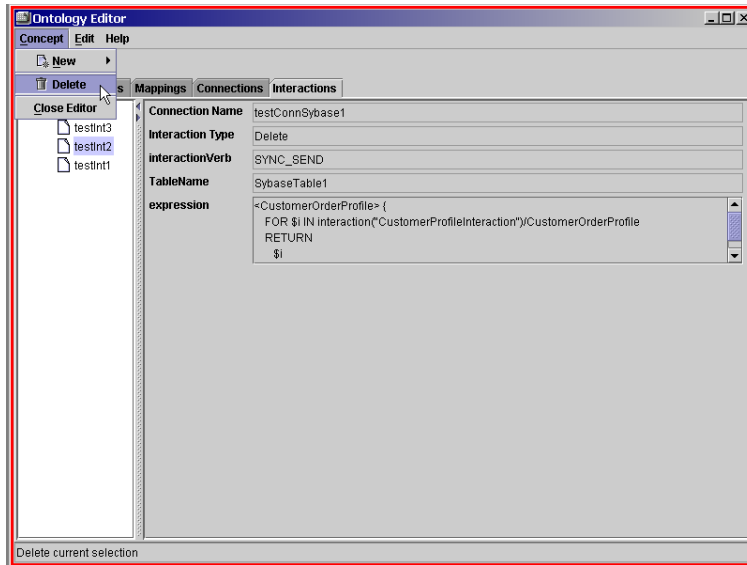 Ontology Editor
Concept Edit Help
New
Delete
Close Editor
s Mappings Connections Interactions
testInt3
testInt2
testInt1
Connection Name testConnSybase1
Interaction Type Delete
interactionVerb SYNC_SEND
TableName SybaseTable1
expression <CustomerOrderProfile> {
FOR $i IN interaction("CustomerProfileInteraction")/CustomerOrderProfile
RETURN
$i
Delete current selection